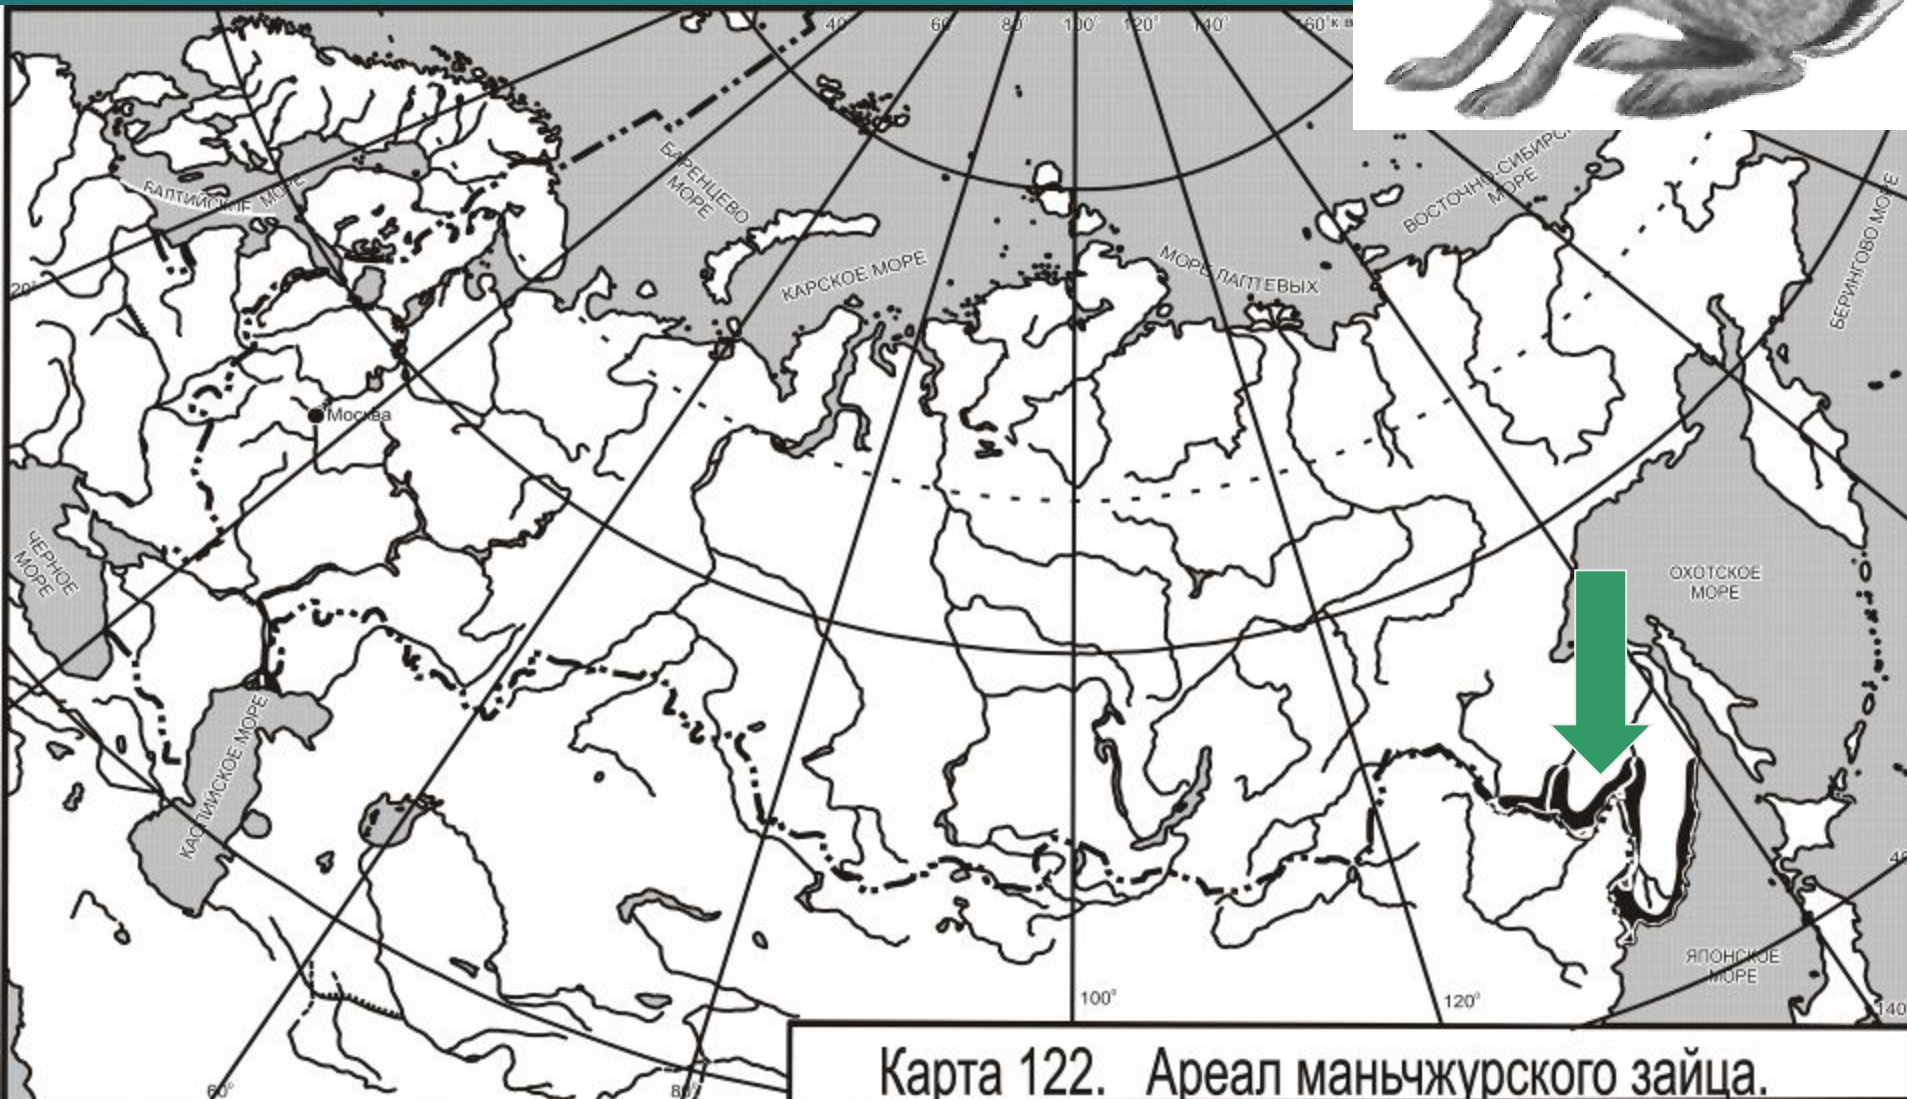 40°
60°
80°
100°
120°
140°
160°
к в
БАРЕНЦЕВО
МОРЕ
БАЛТИЙСКОЕ МОРЕ
ВОСТОЧНО-СИБИРСК
МОРЕ
БЕРИНГОВО МОРЕ
КАРСКОЕ МОРЕ
МОРЕ ЛАПТЕВЫХ
20°
Москва
ЧЕРНОЕ
МОРЕ
ОХОТСКОЕ
МОРЕ
КАСПИЙСКОЕ МОРЕ
40
ЯПОНСКОЕ
МОРЕ
100°
120°
140°
60°
80°
Карта 122. Ареал маньчжурского зайца.